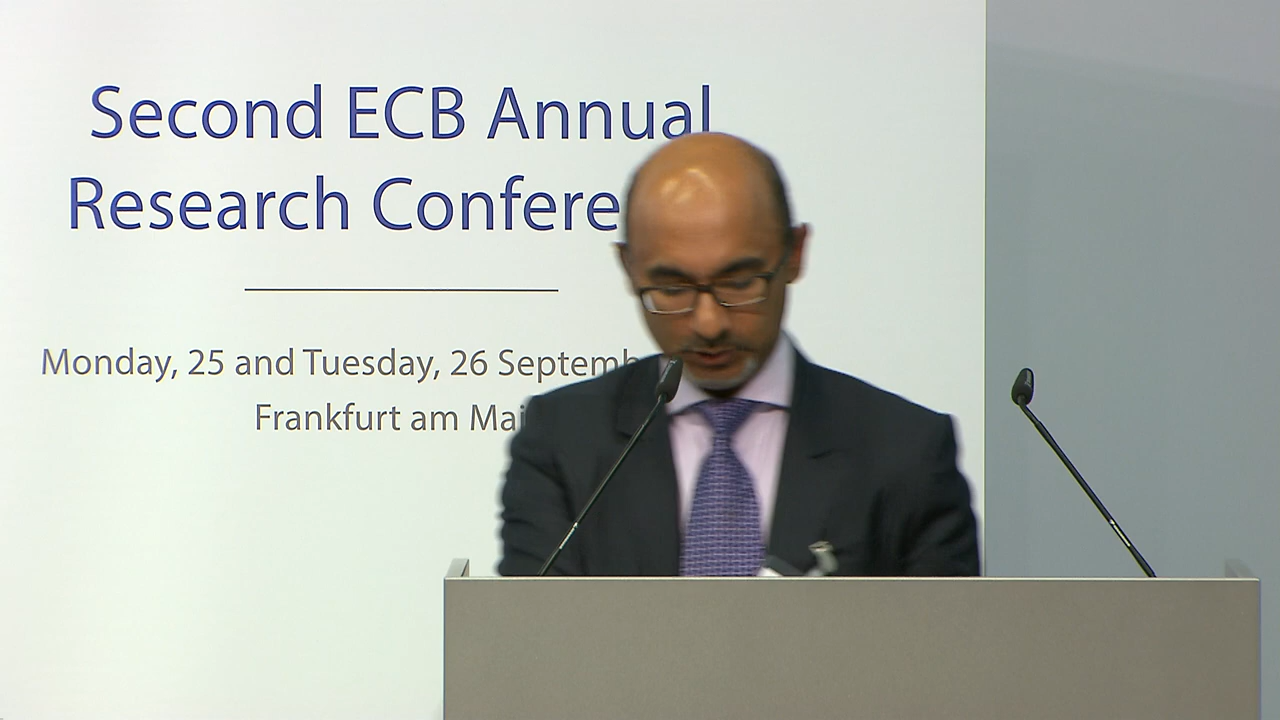 Second ECB Annual
Research Confere
Monday, 25 and Tuesday, 26 Septemb
Frankfurt am Mai